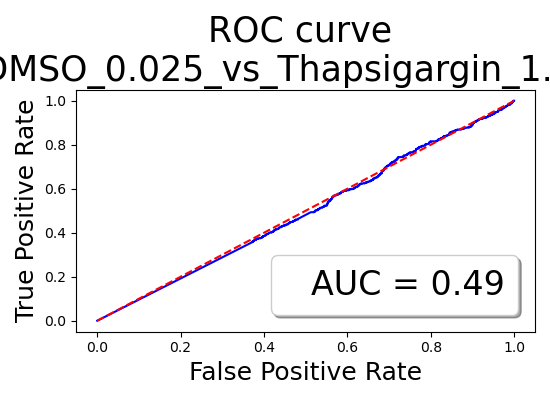 ROC curve
DMSO_0.025_vs_Thapsigargin_1.
True Positive Rate
1.0
0.8
0.6
0.4
0.2
0.0
AUC = 0.49
0.0 0.2 0.4 0.6 0.8 1.0
False Positive Rate